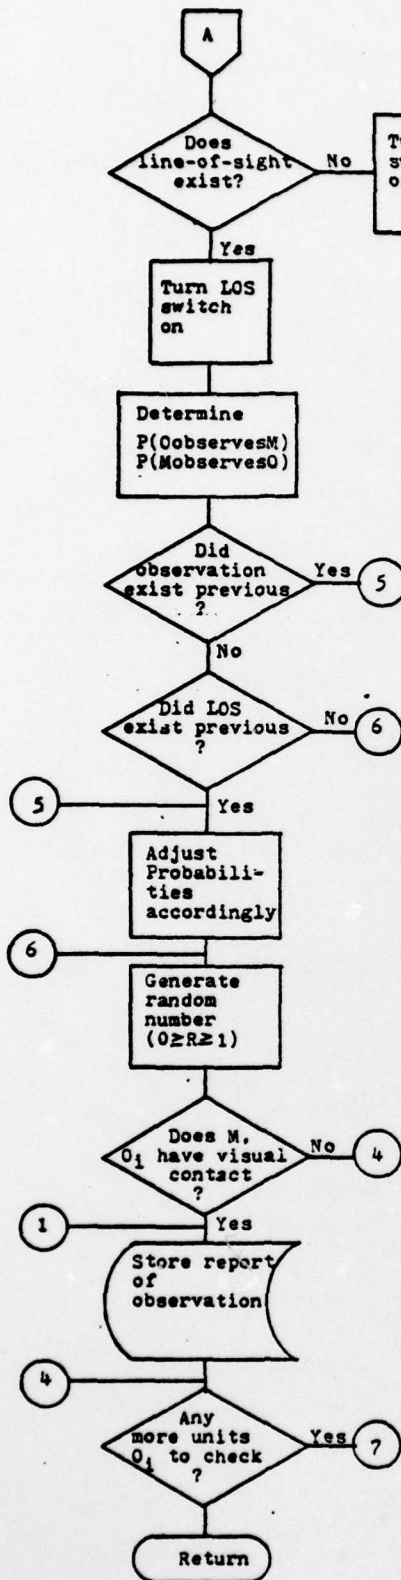 A
Does
line-of-sight
exist?
No
Yes
Turn LOS
switch
on
Determine
P(OobservesM)
P(MobservesO)
Did
observation
exist previous
?
Yes
5
No
Did LOS
exist previous
?
No
6
5
Yes
Adjust
Probabili-
ties
accordingly
6
Generate
random
number
(0≥R≥1)
Does M,
Oi have visual
contact
?
No
4
1
Yes
Store report
of
observation
4
Any
more units
Oi to check
?
Yes
7
Return